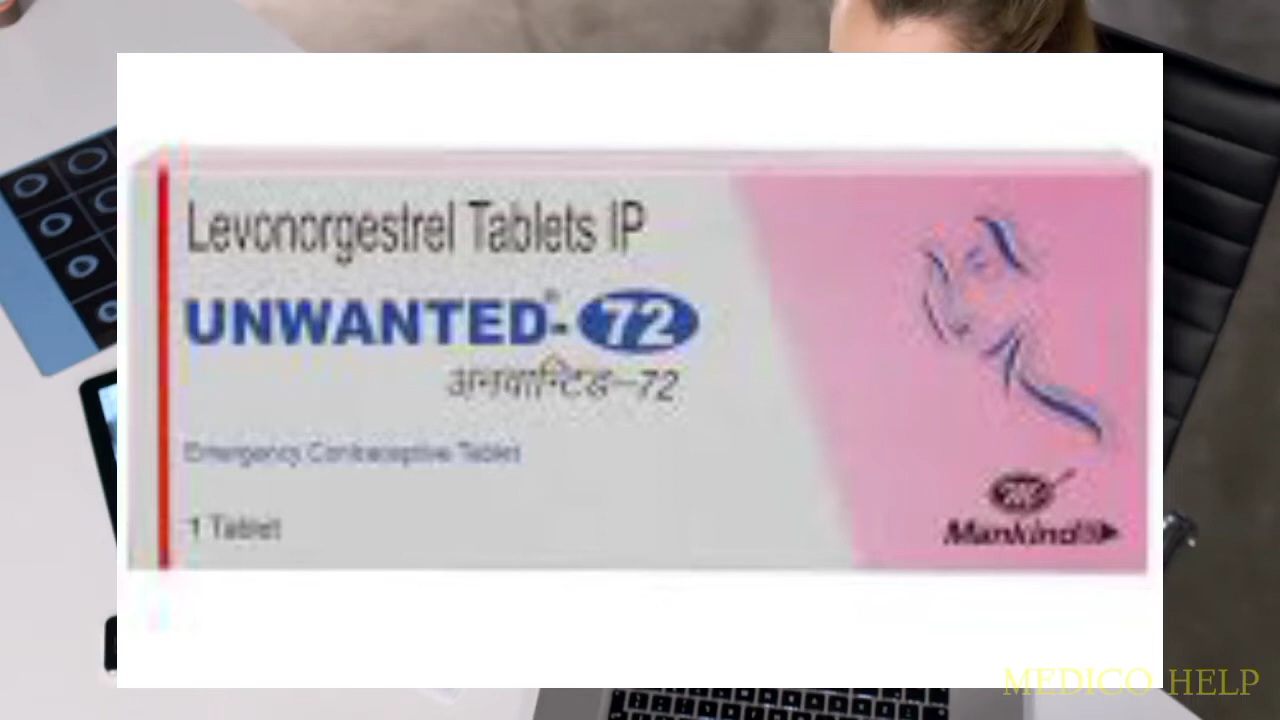 Levonorgestrel Tablets IP
UNWANTED®-72
अनवान्टिड–72
Emergency Contraceptive Tablet
1 Tablet
Mankind
MEDICO HELP